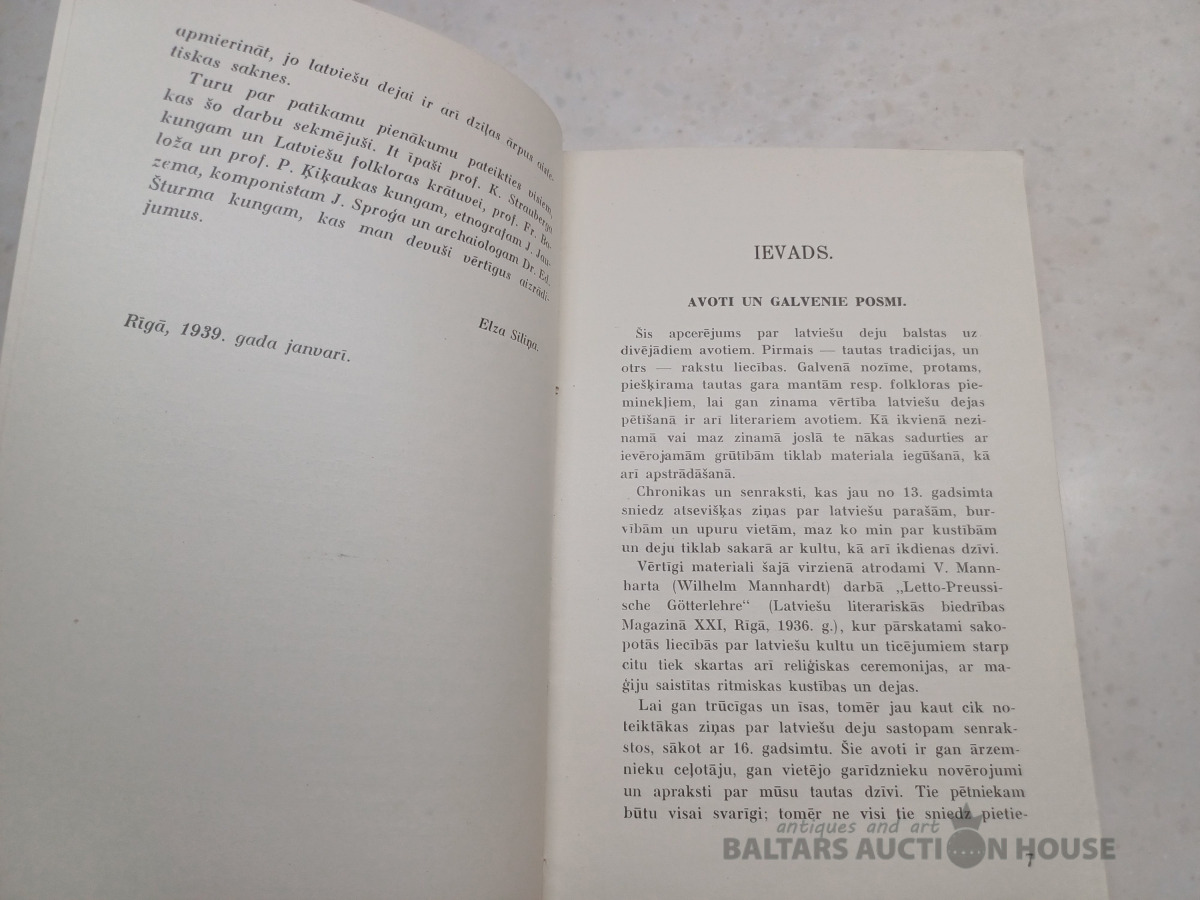 apmierināt, jo latviešu dejai ir arī dziļas ārpus aiste-
tiskas saknes.
Turu par patīkamu pienākumu pateikties visiem,
kas šo darbu sekmējuši. It īpaši prof. K. Strauberga
kungam un Latviešu folkloras krātuvei, prof. Fr. Ba-
loža un prof. P. Ķiķaukas kungam, etnografam J. Jau-
zema, komponistam J. Sproģa un archaiologam Dr. Ed.
Šturma kungam, kas man devuši vērtīgus aizrādī-
jumus.
Elza Siliņa.
Rīgā, 1939. gada janvarī.
IEVADS.
AVOTI UN GALVENIE POSMI.
Šis apcerējums par latviešu deju balstas uz
divējādiem avotiem. Pirmais — tautas tradicijas, un
otrs — rakstu liecības. Galvenā nozīme, protams,
piešķirama tautas gara mantām resp. folkloras pie-
minekļiem, lai gan zinama vērtība latviešu dejas
pētīšanā ir arī literariem avotiem. Kā ikvienā nezi-
namā vai maz zinamā joslā te nākas sadurties ar
ievērojamām grūtībām tiklab materiala iegūšanā, kā
arī apstrādāšanā.
Chronikas un senraksti, kas jau no 13. gadsimta
sniedz atsevišķas ziņas par latviešu parašām, bur-
vībām un upuru vietām, maz ko min par kustībām
un deju tiklab sakarā ar kultu, kā arī ikdienas dzīvi.
Vērtīgi materiali šajā virzienā atrodami V. Mann-
harta (Wilhelm Mannhardt) darbā „Letto-Preussi-
sche Götterlehre“ (Latviešu literariskās biedrības
Magazinā XXI, Rīgā, 1936. g.), kur pārskatami sako-
potās liecībās par latviešu kultu un ticējumiem starp
citu tiek skartas arī reliģiskas ceremonijas, ar ma-
ģiju saistītas ritmiskas kustības un dejas.
Lai gan trūcīgas un īsas, tomēr jau kaut cik no-
teiktākas ziņas par latviešu deju sastopam senrak-
stos, sākot ar 16. gadsimtu. Šie avoti ir gan ārzem-
nieku ceļotāju, gan vietējo garīdznieku novērojumi
un apraksti par mūsu tautas dzīvi. Tie pētniekam
būtu visai svarīgi; tomēr ne visi tie sniedz pietie-
antiques and art
BALTARS AUCTION HOUSE
7